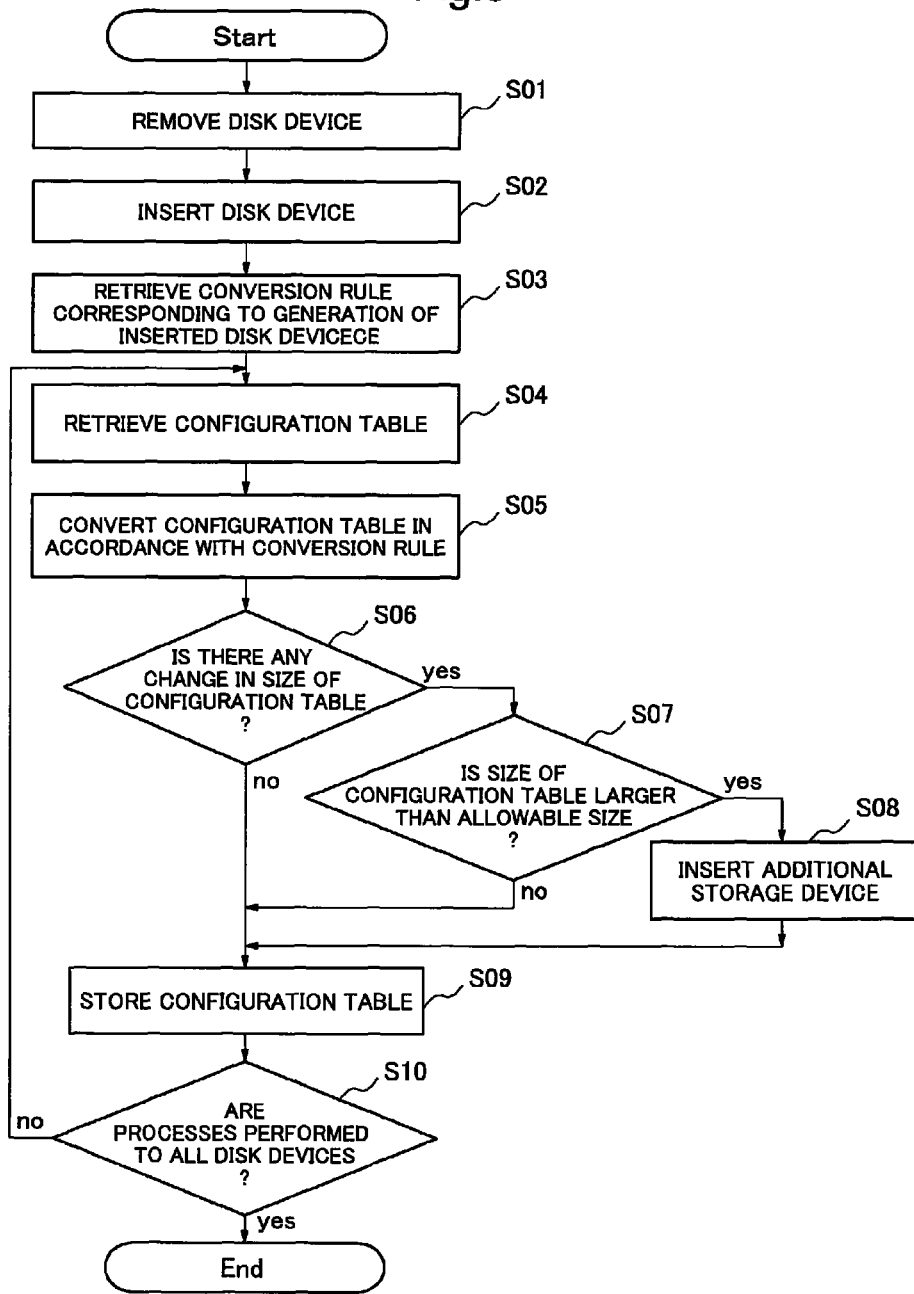 Start
S01
REMOVE DISK DEVICE
S02
INSERT DISK DEVICE
S03
RETRIEVE CONVERSION RULE
CORRESPONDING TO GENERATION OF
INSERTED DISK DEVICECE
S04
RETRIEVE CONFIGURATION TABLE
S05
CONVERT CONFIGURATION TABLE IN
ACCORDANCE WITH CONVERSION RULE
S06
IS THERE ANY
CHANGE IN SIZE OF
CONFIGURATION TABLE
?
yes
no
S07
IS SIZE OF
CONFIGURATION TABLE LARGER
THAN ALLOWABLE SIZE
?
yes
no
S08
INSERT ADDITIONAL
STORAGE DEVICE
S09
STORE CONFIGURATION TABLE
S10
ARE
PROCESSES PERFORMED
TO ALL DISK DEVICES
?
no
yes
End